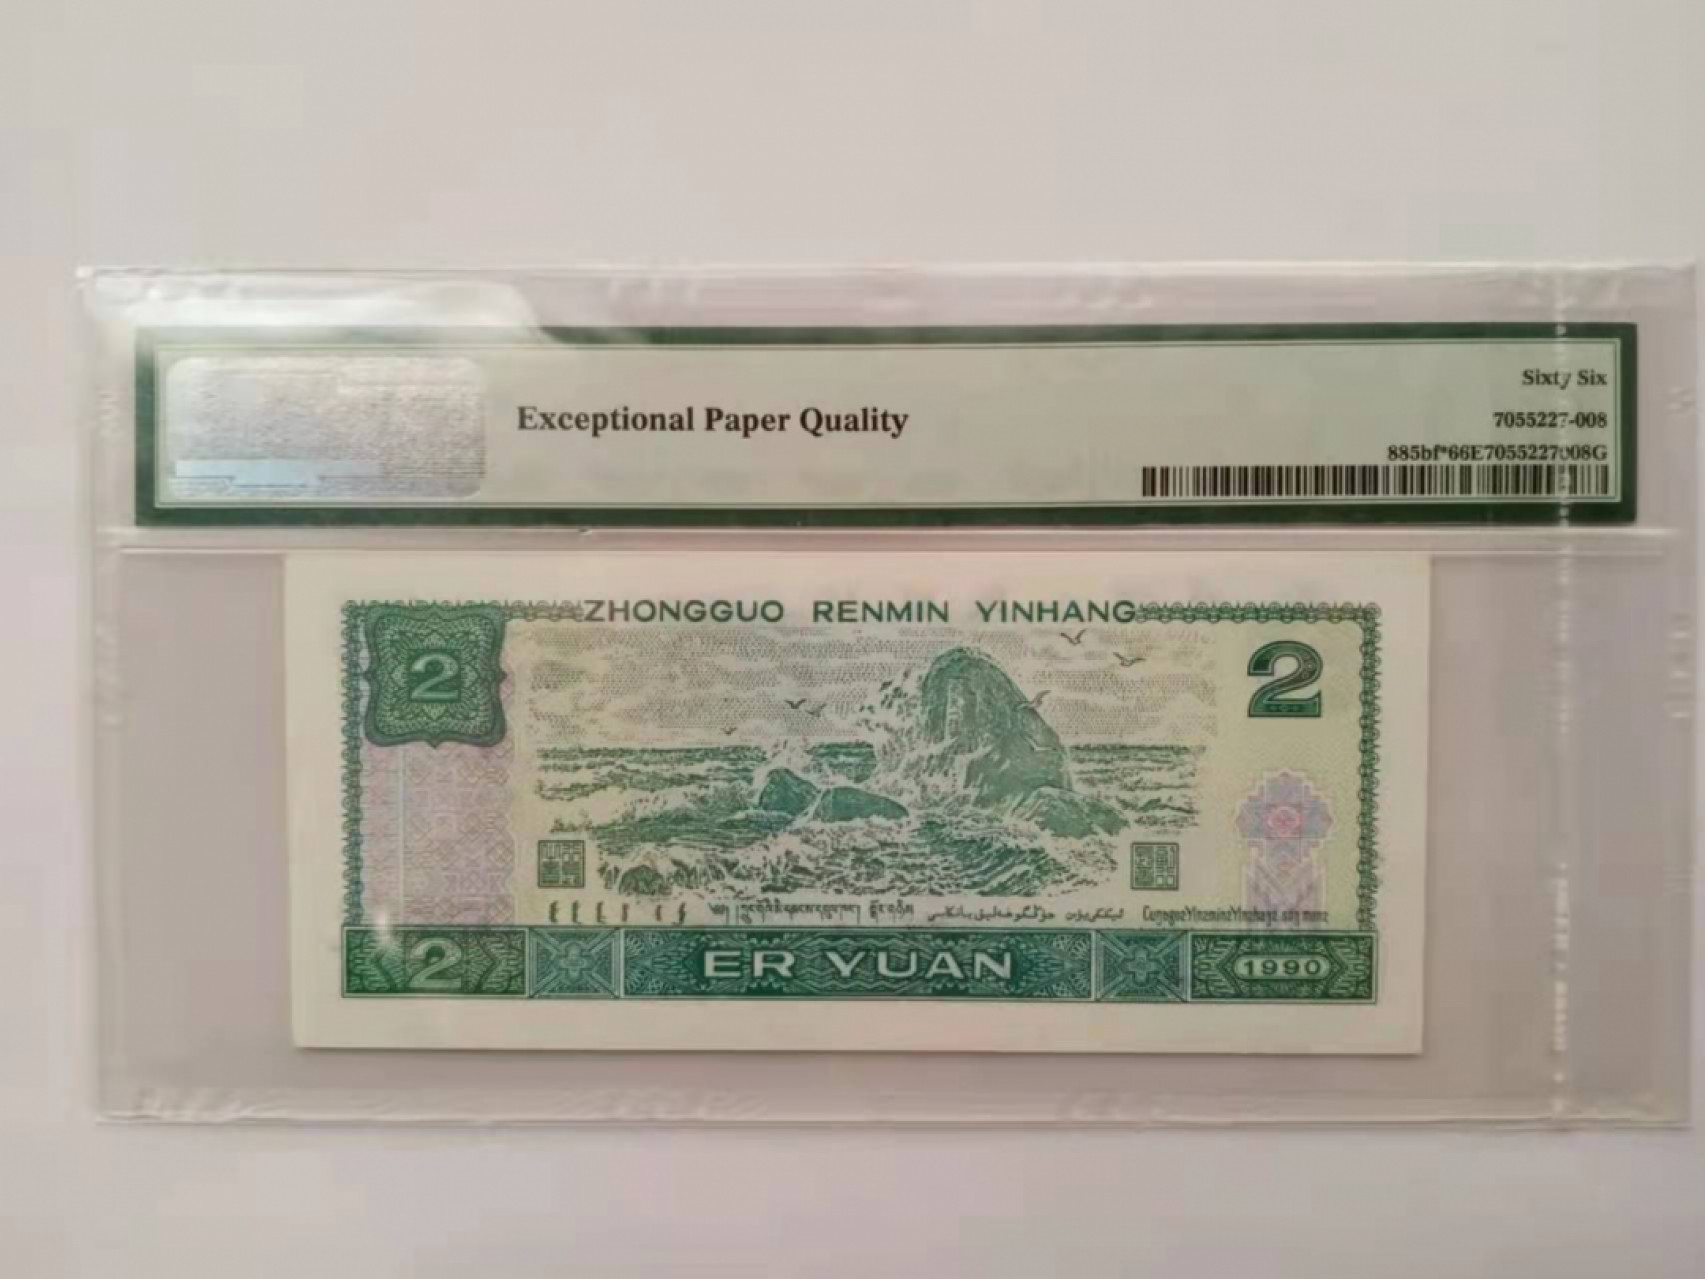 Sixty Six
Exceptional Paper Quality
7055227-008
885bf*66E7055227008G
ZHONGGUO RENMIN YINHANG
2
2
2 ER YUAN 1990